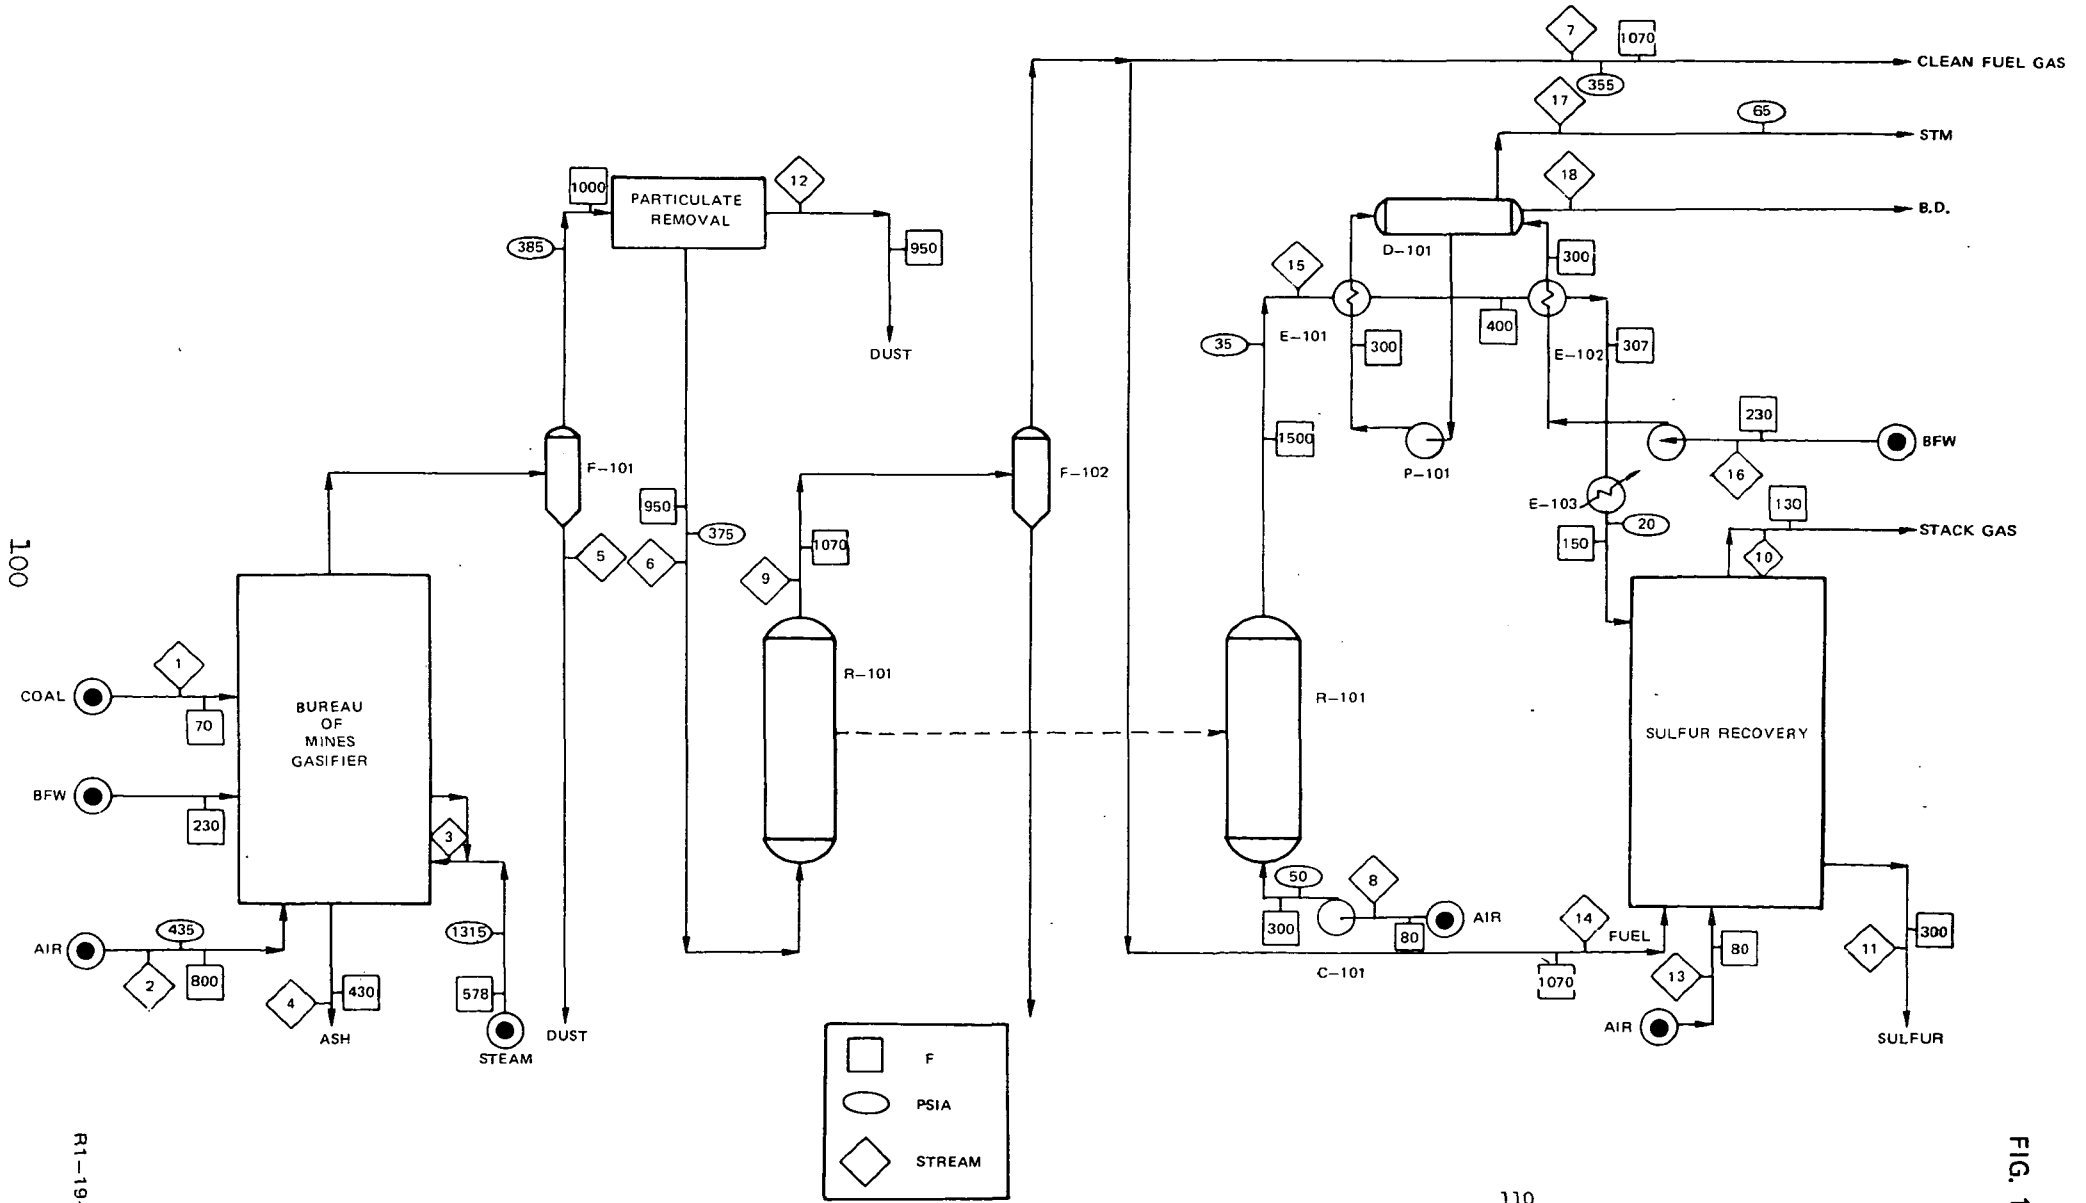 7
1070
CLEAN FUEL GAS
355
17
65
STM
18
B.D.
1000
PARTICULATE
REMOVAL
12
385
950
DUST
D-101
300
15
400
E-101
300
35
E-102
307
1500
P-101
230
BFW
16
E-103
20
130
STACK GAS
150
10
F-101
F-102
950
375
5
6
9
1070
100
1
COAL
70
BUREAU
OF
MINES
GASIFIER
R-101
R-101
SULFUR RECOVERY
BFW
230
3
435
AIR
2
800
4
430
ASH
1315
578
STEAM
DUST
50
8
300
AIR
80
C-101
14
FUEL
1070
13
80
AIR
11
300
SULFUR
F
PSIA
STREAM
R1-19
FIG. 1
110